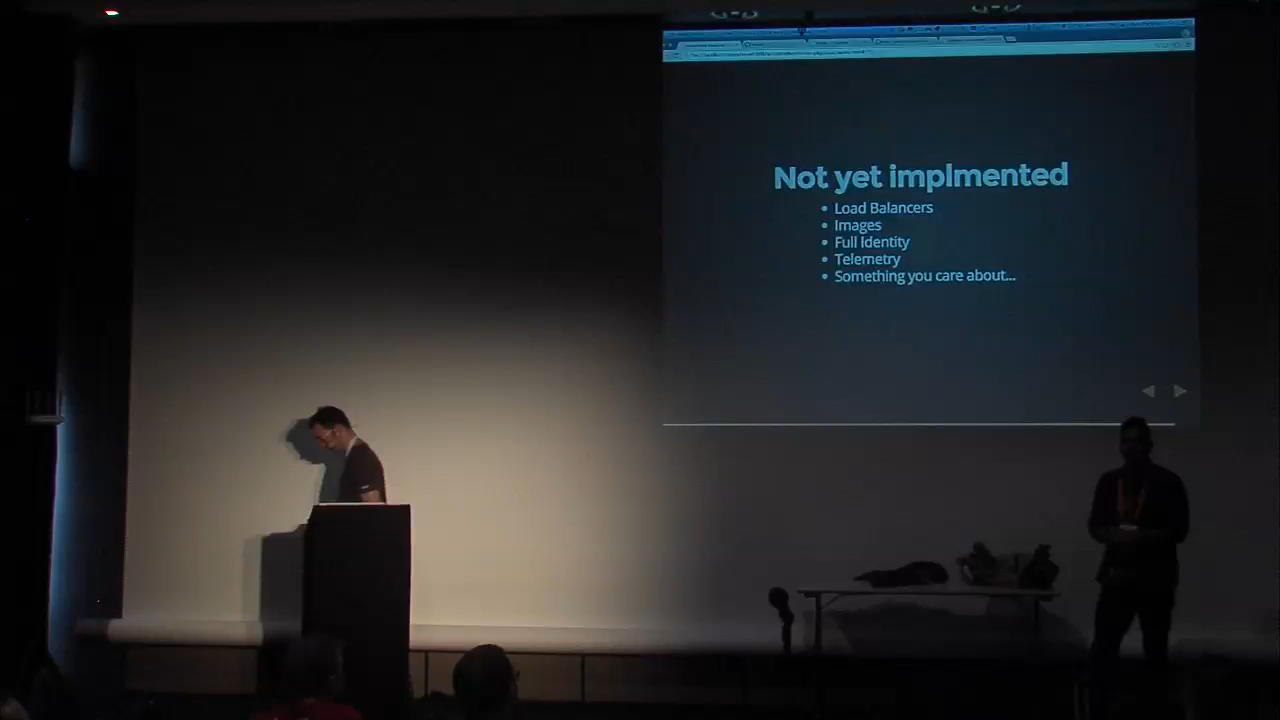 Not yet implmented
• Load Balancers
• Images
• Full Identity
• Telemetry
• Something you care about...